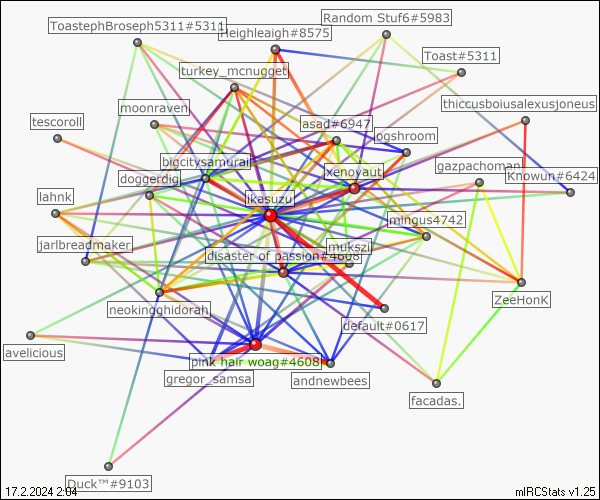 ToastephBroseph5311#5311
Heighleaigh#8575
Random Stuf6#5983
Toast#5311
turkey_mcnugget
thiccusboiusalexusjoneus
moonraven
tescoroll
asad#6947
ogshroom
bigcitysamurai
xenoyaut
gazpachoman
doggerdig
Knowun#6424
lahnk
ikasuzu
mingus4742
jarlbreadmaker
mukszi
disaster of passion#4608
neokingghidorah
ZeeHonK
default#0617
avelicious
pink hair woag#4608
gregor_samsa
andnewbees
facadas.
Duck™#9103
17.2.2024 2:04
mIRCStats v1.25